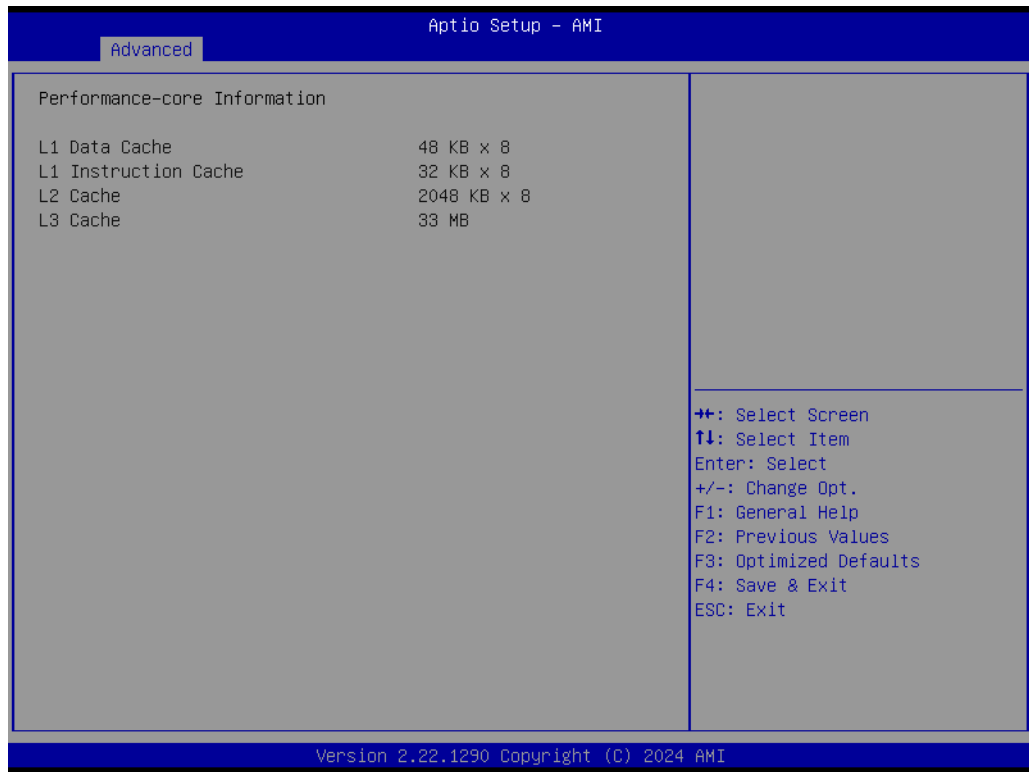 Aptio Setup – AMI
Advanced
Performance-core Information
L1 Data Cache 48 KB x 8
L1 Instruction Cache 32 KB x 8
L2 Cache 2048 KB x 8
L3 Cache 33 MB
→←: Select Screen
↑↓: Select Item
Enter: Select
+/-: Change Opt.
F1: General Help
F2: Previous Values
F3: Optimized Defaults
F4: Save & Exit
ESC: Exit
Version 2.22.1290 Copyright (C) 2024 AMI